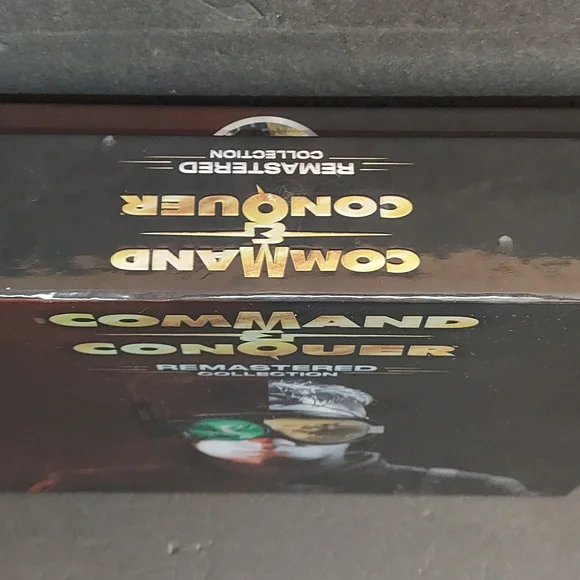 COMMAND
&
CONQUER
REMASTERED
COLLECTION
COMMAND
&
CONQUER
REMASTERED
COLLECTION